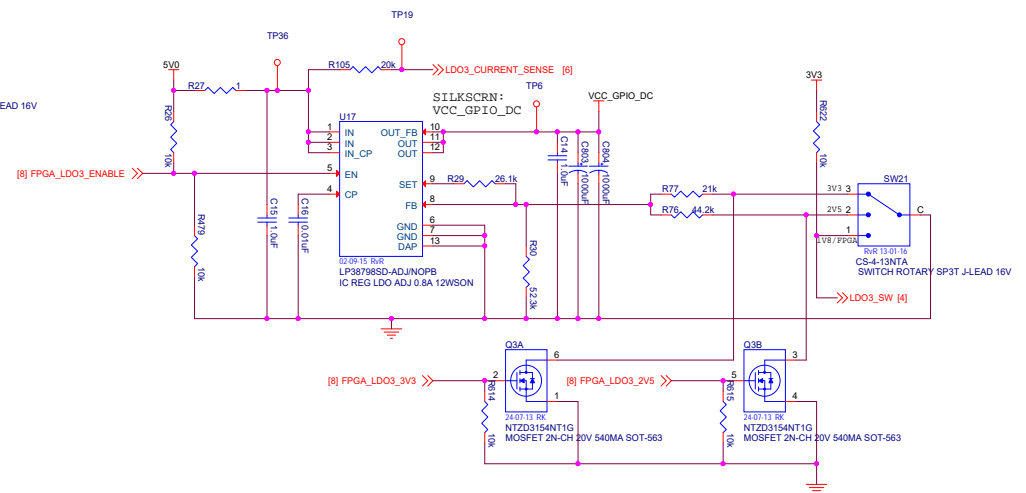 TP19
TP36
5V0
R105
20k
LDO3_CURRENT_SENSE [6]
R27
1
TP6
3V3
SILKSCRN:
VCC_GPIO_DC
VCC_GPIO_DC
EAD 16V
R26
10k
U17
1
IN
OUT_FB
10
2
IN
OUT
11
3
IN_CP
OUT
12
C14
1.0uF
C803
1000uF
C804
1000uF
R622
10k
[8] FPGA_LDO3_ENABLE
5
EN
4
CP
SET
9
R29
26.1k
FB
8
R77
21k
R76
44.2k
SW21
3V3
3
2V5
2
1
1V8/FPGA
C
R479
10k
C15
1.0uF
C16
0.01uF
GND
6
GND
7
DAP
13
R30
52.3k
02-09-15 RvR
LP38798SD-ADJ/NOPB
IC REG LDO ADJ 0.8A 12WSON
RvR 13-01-16
CS-4-13NTA
SWITCH ROTARY SP3T J-LEAD 16V
LDO3_SW [4]
Q3A
6
Q3B
3
[8] FPGA_LDO3_3V3
2
[8] FPGA_LDO3_2V5
5
R614
10k
1
R615
10k
4
24-07-13 RK
NTZD3154NT1G
MOSFET 2N-CH 20V 540MA SOT-563
24-07-13 RK
NTZD3154NT1G
MOSFET 2N-CH 20V 540MA SOT-563